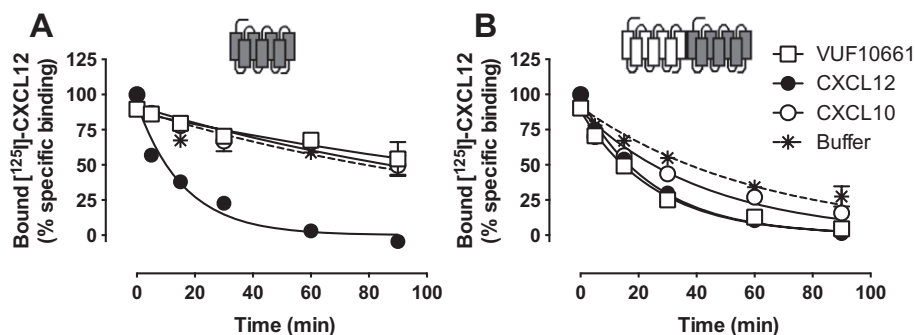 A
B
Bound [¹²⁵I]-CXCL12
(% specific binding)
125
100
75
50
25
0
0
20
40
60
80
100
Time (min)
Bound [¹²⁵I]-CXCL12
(% specific binding)
125
100
75
50
25
0
0
20
40
60
80
100
Time (min)
VUF10661
CXCL12
CXCL10
Buffer